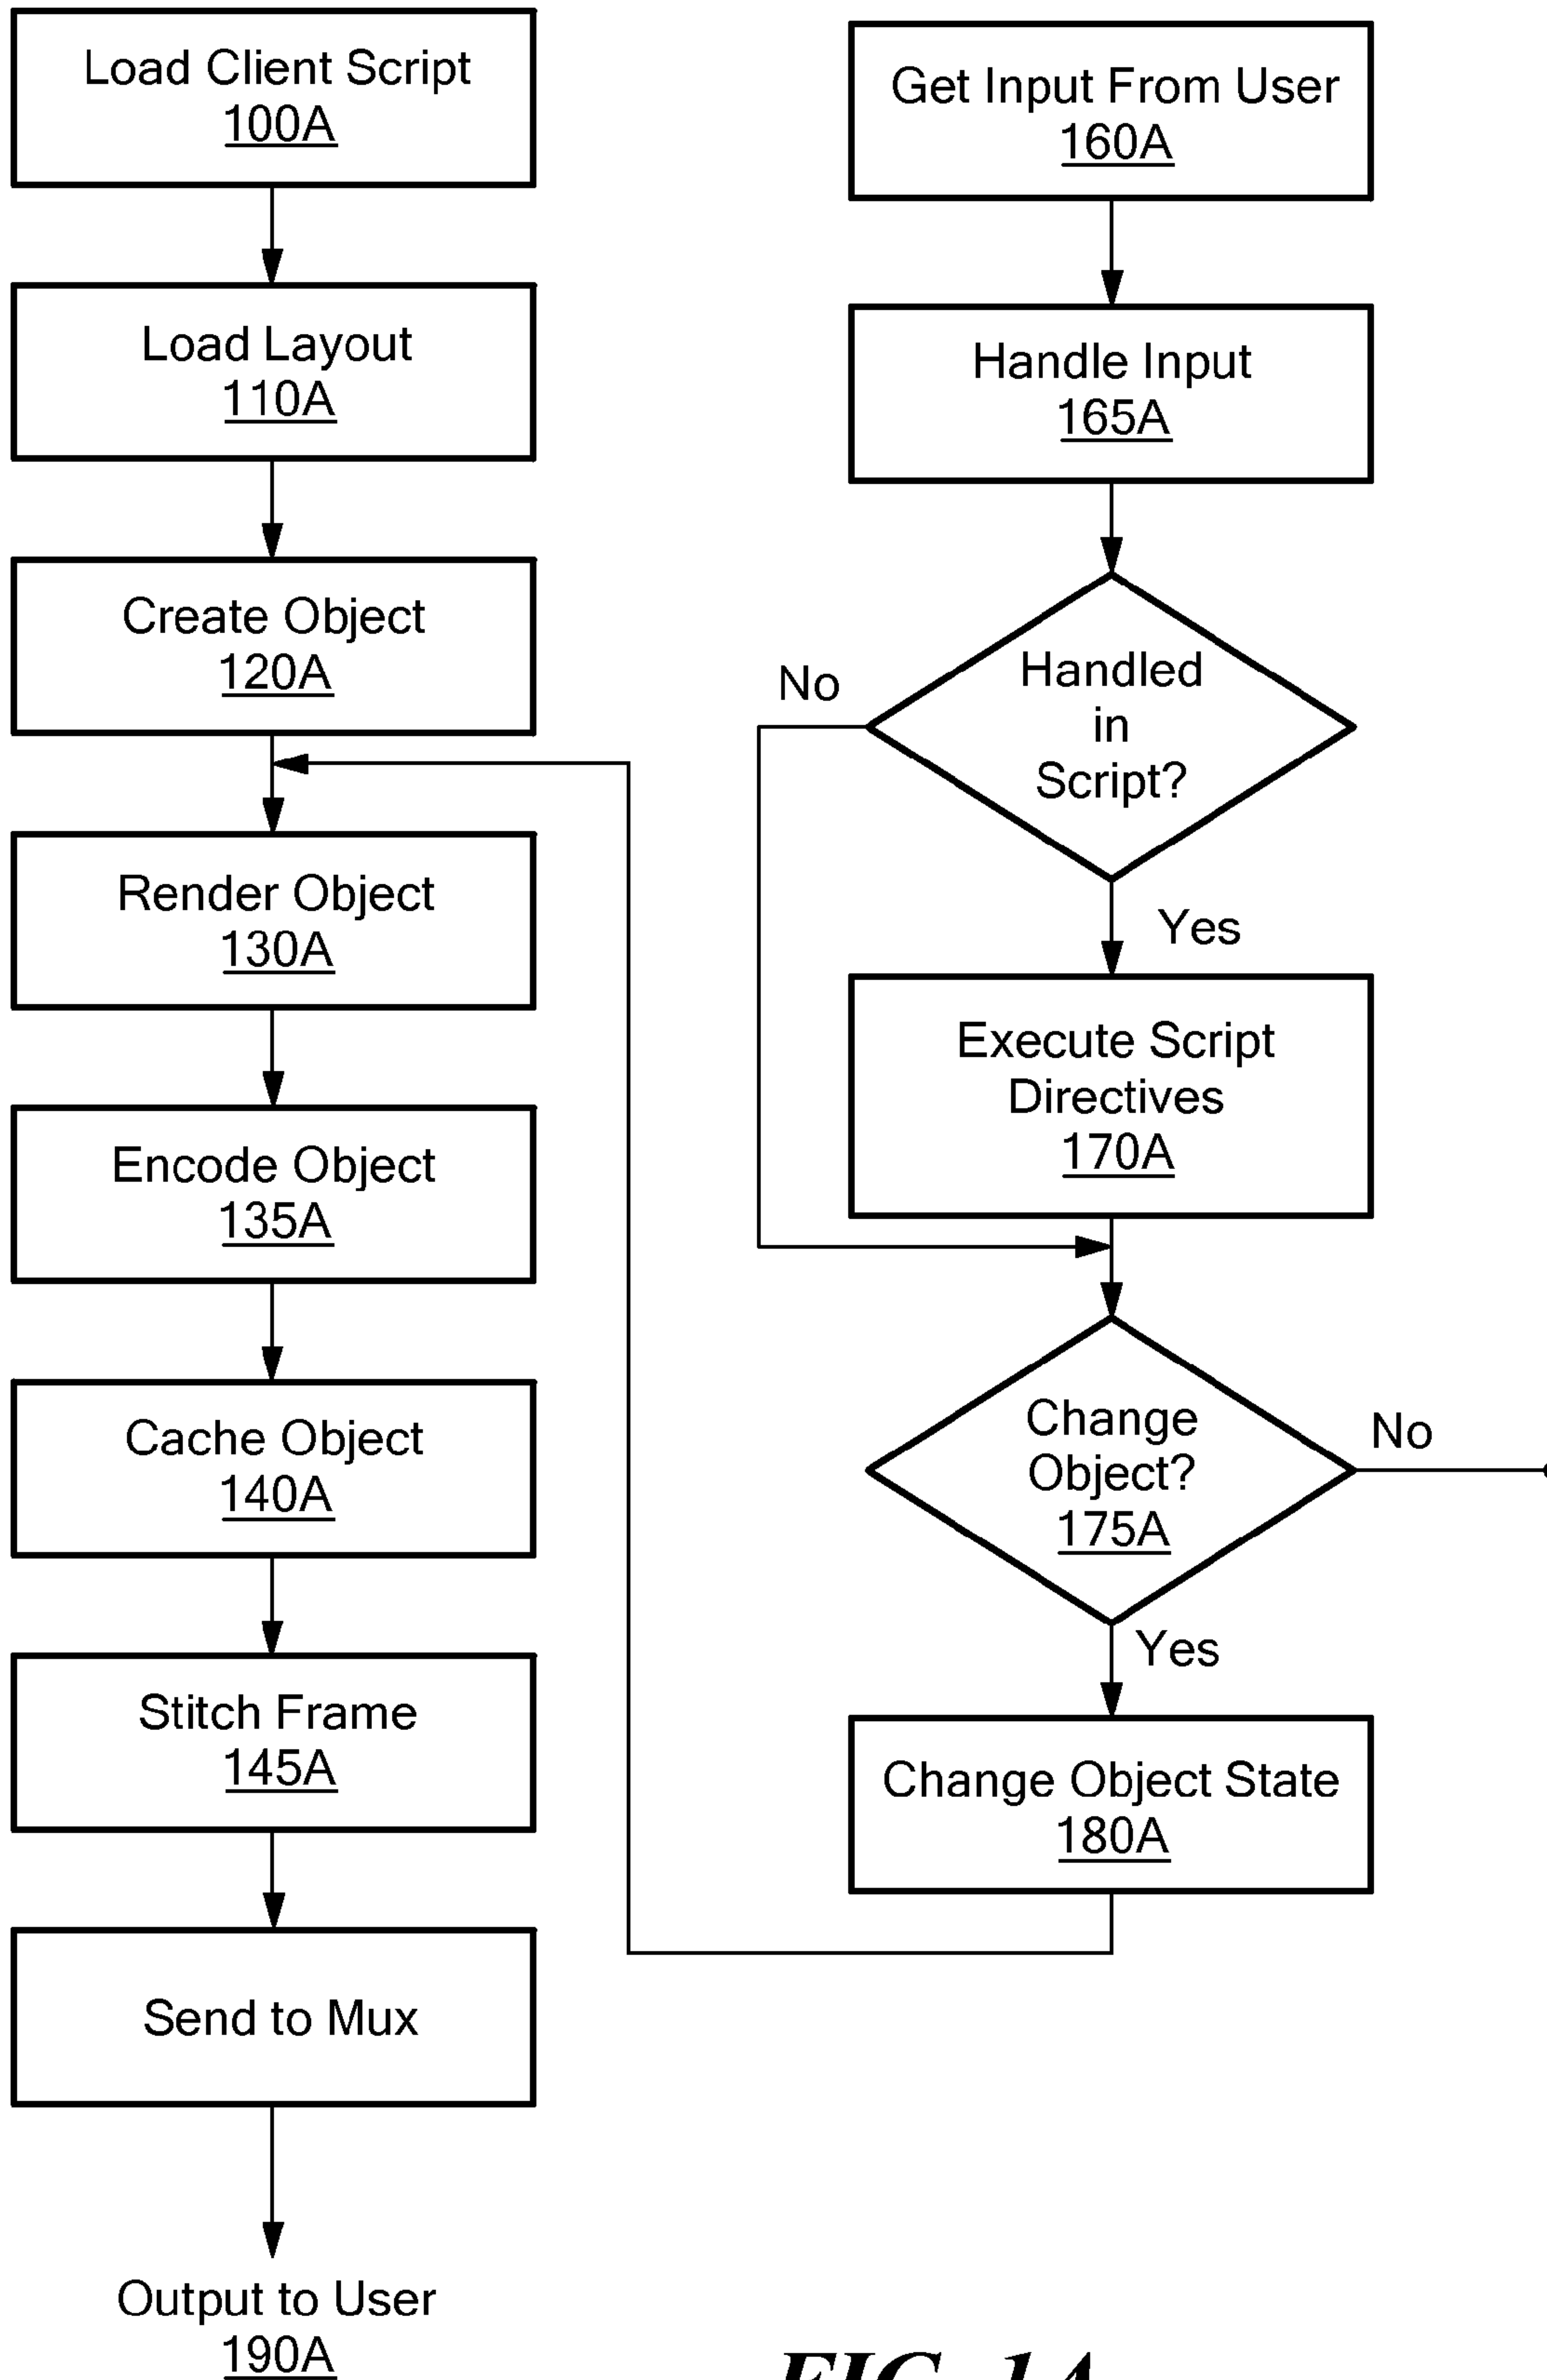 Load Client Script
100A
Load Layout
110A
Create Object
120A
Render Object
130A
Encode Object
135A
Cache Object
140A
Stitch Frame
145A
Send to Mux
Output to User
190A
Get Input From User
160A
Handle Input
165A
Handled
in
Script?
No
Yes
Execute Script
Directives
170A
Change
Object?
175A
No
Yes
Change Object State
180A
FIG. 1A